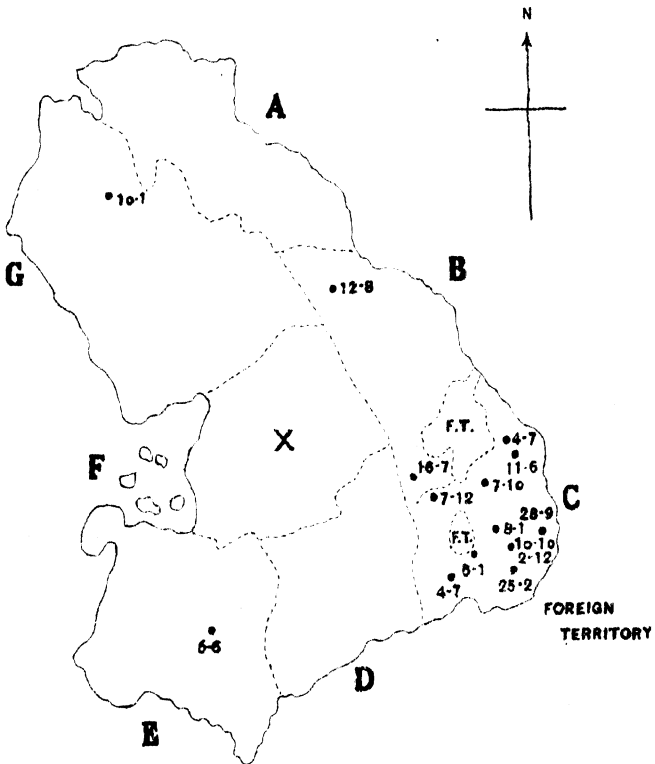 N
A
10-1
B
G
12-8
F.T.
4-7
X
16-7
11-6
F
7-10
C
7-12
28-9
8-1
F.T.
10-10
5-1
2-12
4-7
25-2
FOREIGN
TERRITORY
6-6
D
E